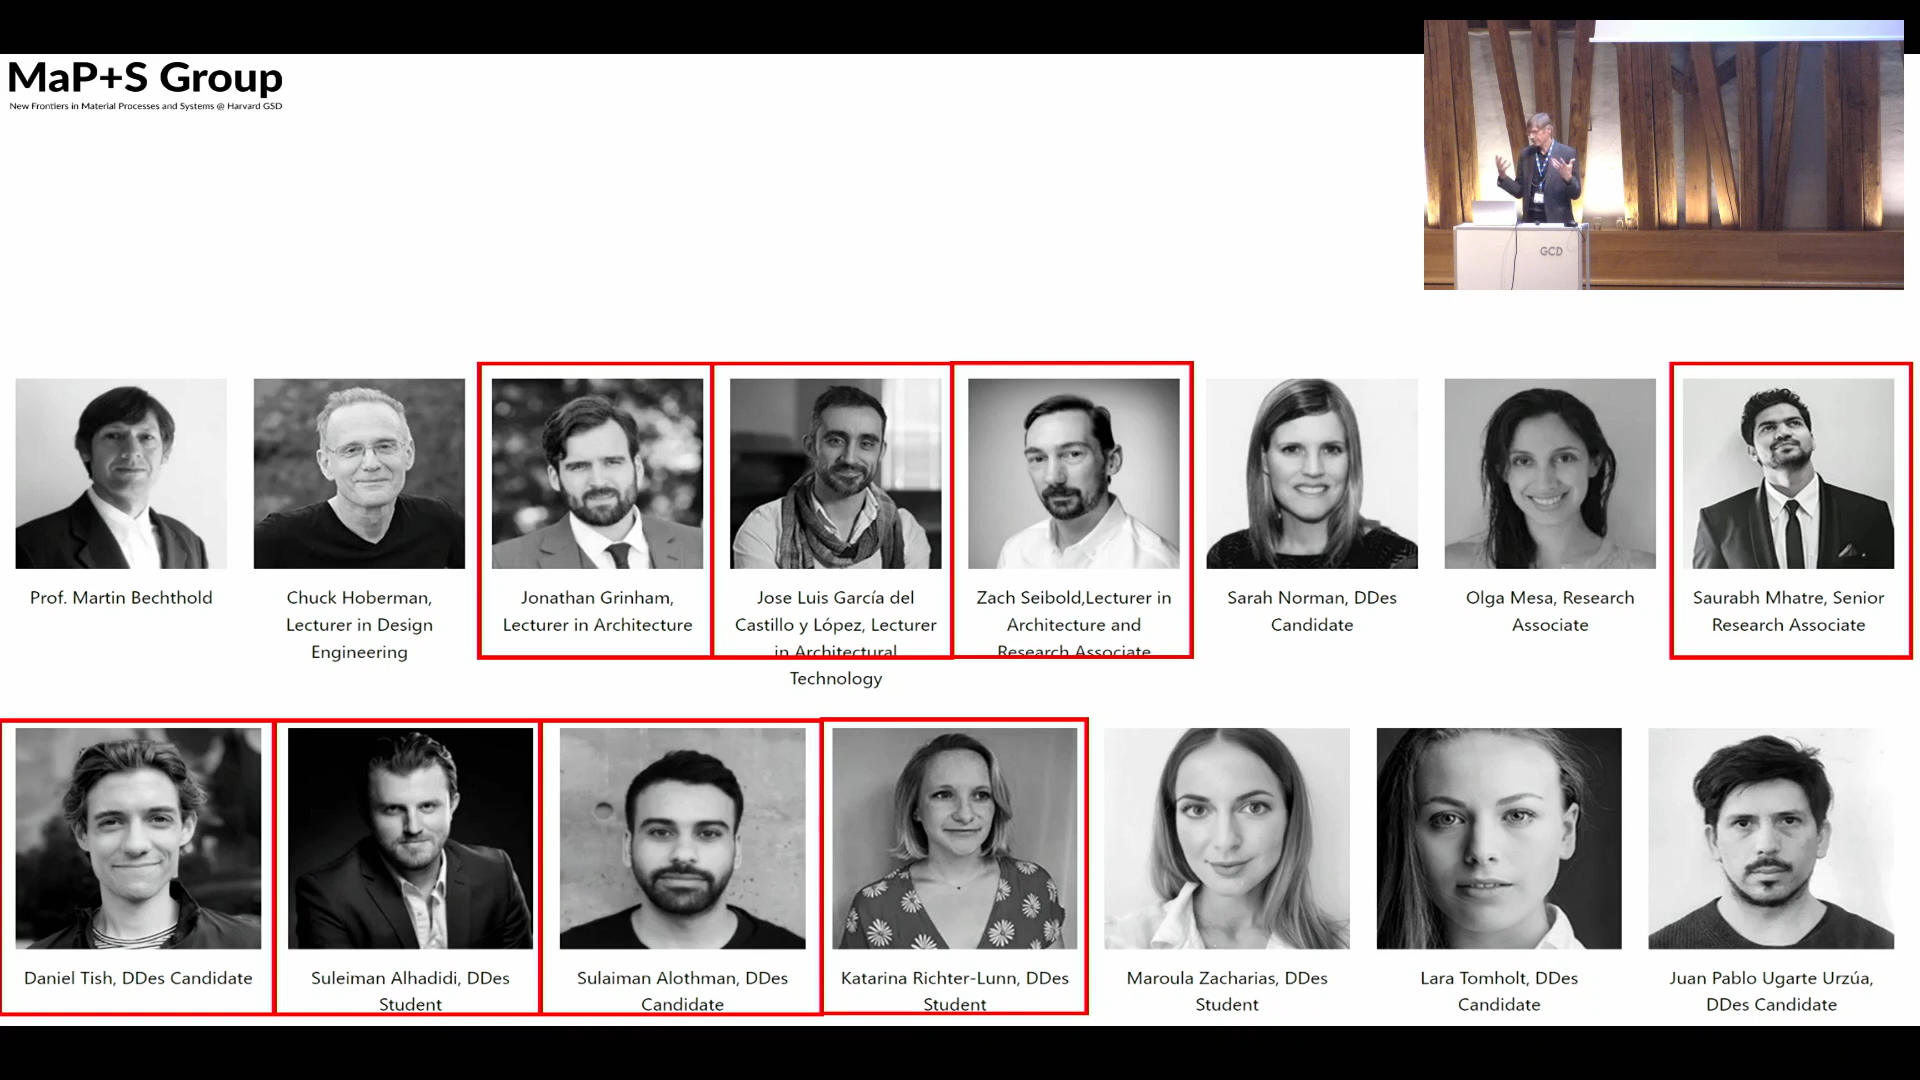 MaP+S Group
New Frontiers in Material Processes and Systems @ Harvard GSD
GCD
Prof. Martin Bechthold
Chuck Hoberman,
Lecturer in Design
Engineering
Jonathan Grinham,
Lecturer in Architecture
Jose Luis García del
Castillo y López, Lecturer
in Architectural
Technology
Zach Seibold,Lecturer in
Architecture and
Research Associate
Sarah Norman, DDes
Candidate
Olga Mesa, Research
Associate
Saurabh Mhatre, Senior
Research Associate
Daniel Tish, DDes Candidate
Suleiman Alhadidi, DDes
Student
Sulaiman Alothman, DDes
Candidate
Katarina Richter-Lunn, DDes
Student
Maroula Zacharias, DDes
Student
Lara Tomholt, DDes
Candidate
Juan Pablo Ugarte Urzúa,
DDes Candidate